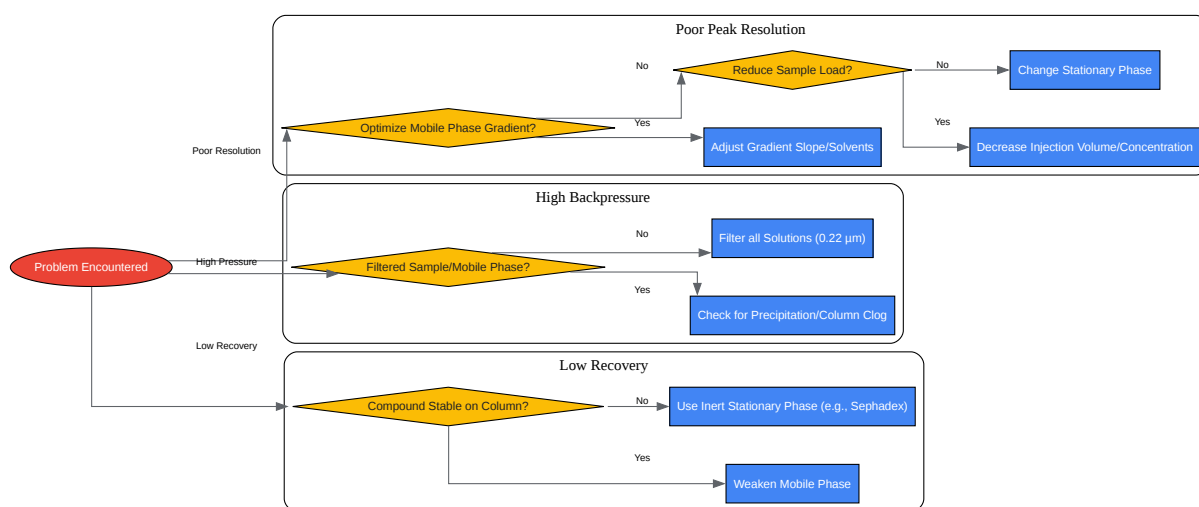 Poor Peak Resolution
No
Reduce Sample Load?
No
Change Stationary Phase
Optimize Mobile Phase Gradient?
Yes
Yes
Poor Resolution
Adjust Gradient Slope/Solvents
Decrease Injection Volume/Concentration
High Backpressure
No
Filter all Solutions (0.22 µm)
Problem Encountered
High Pressure
Filtered Sample/Mobile Phase?
Yes
Check for Precipitation/Column Clog
Low Recovery
Low Recovery
Compound Stable on Column?
No
Use Inert Stationary Phase (e.g., Sephadex)
Yes
Weaken Mobile Phase